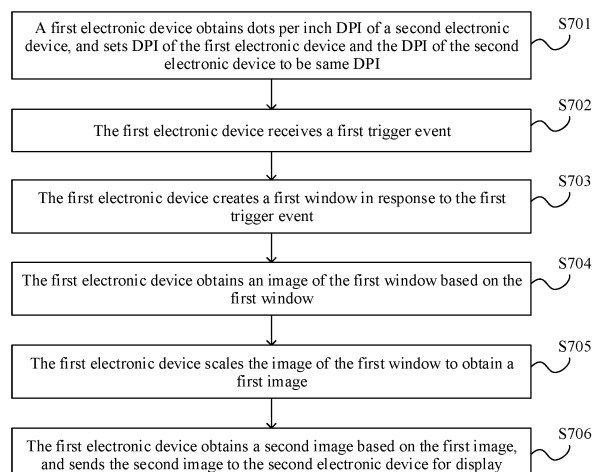 A first electronic device obtains dots per inch DPI of a second electronic
device, and sets DPI of the first electronic device and the DPI of the second
electronic device to be same DPI
S701
The first electronic device receives a first trigger event
S702
The first electronic device creates a first window in response to the first
trigger event
S703
The first electronic device obtains an image of the first window based on the
first window
S704
The first electronic device scales the image of the first window to obtain a
first image
S705
The first electronic device obtains a second image based on the first image,
and sends the second image to the second electronic device for display
S706